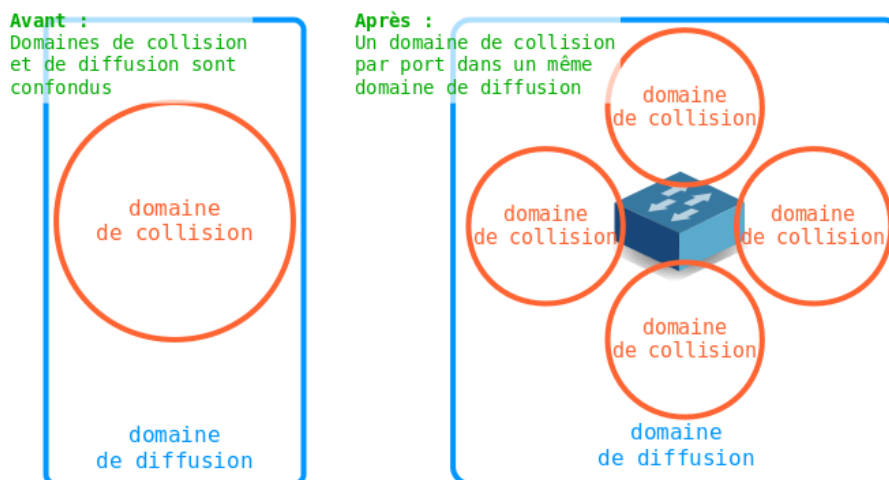 Avant :
Domaines de collision
et de diffusion sont
confondus
domaine
de collision
domaine
de diffusion
Après :
Un domaine de collision
par port dans un même
domaine de diffusion
domaine
de collision
domaine
de collision
domaine
de collision
domaine
de collision
domaine
de diffusion